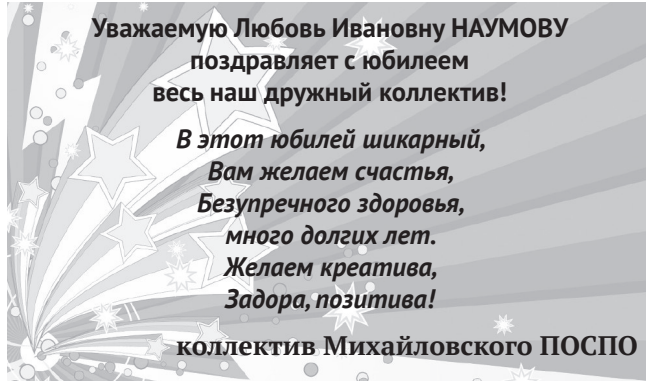 Уважаемую Любовь Ивановну НАУМОВУ
поздравляет с юбилеем
весь наш дружный коллектив!
В этот юбилей шикарный,
Вам желаем счастья,
Безупречного здоровья,
много долгих лет.
Желаем креатива,
Задора, позитива!
коллектив Михайловского ПОСПО